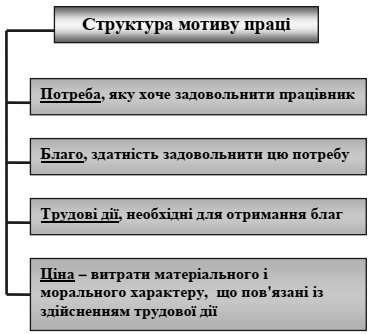 Структура мотиву праці
Потреба, яку хоче задовольнити працівник
Благо, здатність задовольнити цю потребу
Трудові дії, необхідні для отримання благ
Ціна – витрати матеріального і
морального характеру, що пов'язані із
здійсненням трудової дії